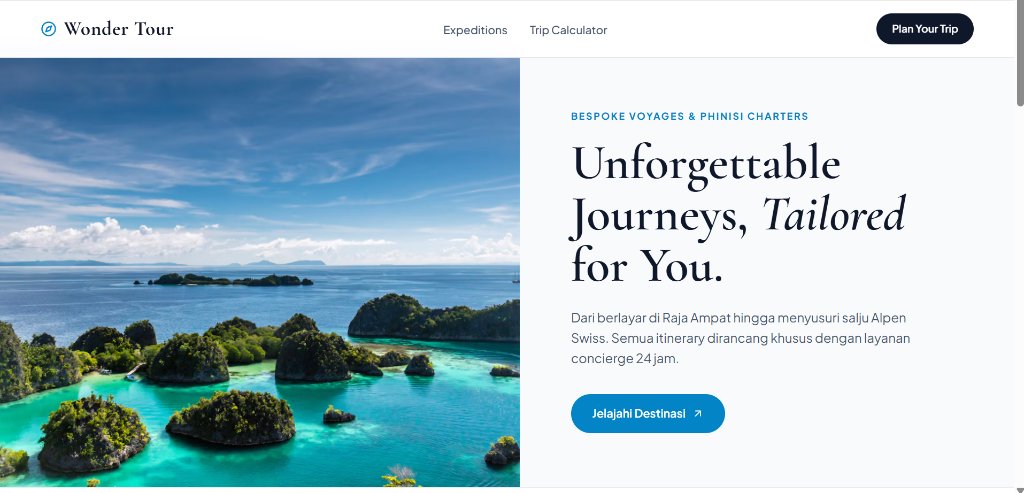 Wonder Tour
Expeditions
Trip Calculator
Plan Your Trip
BESPOKE VOYAGES & PHINISI CHARTERS
Unforgettable
Journeys, Tailored
for You.
Dari berlayar di Raja Ampat hingga menyusuri salju Alpen
Swiss. Semua itinerary dirancang khusus dengan layanan
concierge 24 jam.
Jelajahi Destinasi